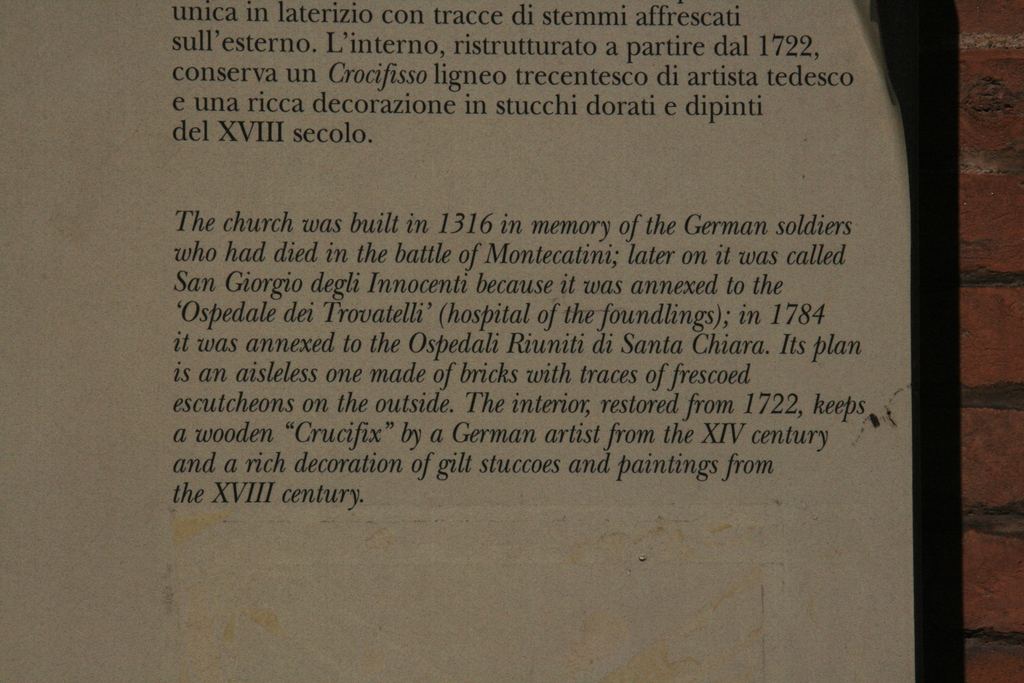 unica in laterizio con tracce di stemmi affrescati
sull'esterno. L'interno, ristrutturato a partire dal 1722,
conserva un Crocifisso ligneo trecentesco di artista tedesco
e una ricca decorazione in stucchi dorati e dipinti
del XVIII secolo.
The church was built in 1316 in memory of the German soldiers
who had died in the battle of Montecatini; later on it was called
San Giorgio degli Innocenti because it was annexed to the
'Ospedale dei Trovatelli' (hospital of the foundlings); in 1784
it was annexed to the Ospedali Riuniti di Santa Chiara. Its plan
is an aisleless one made of bricks with traces of frescoed
escutcheons on the outside. The interior, restored from 1722, keeps
a wooden "Crucifix" by a German artist from the XIV century
and a rich decoration of gilt stuccoes and paintings from
the XVIII century.